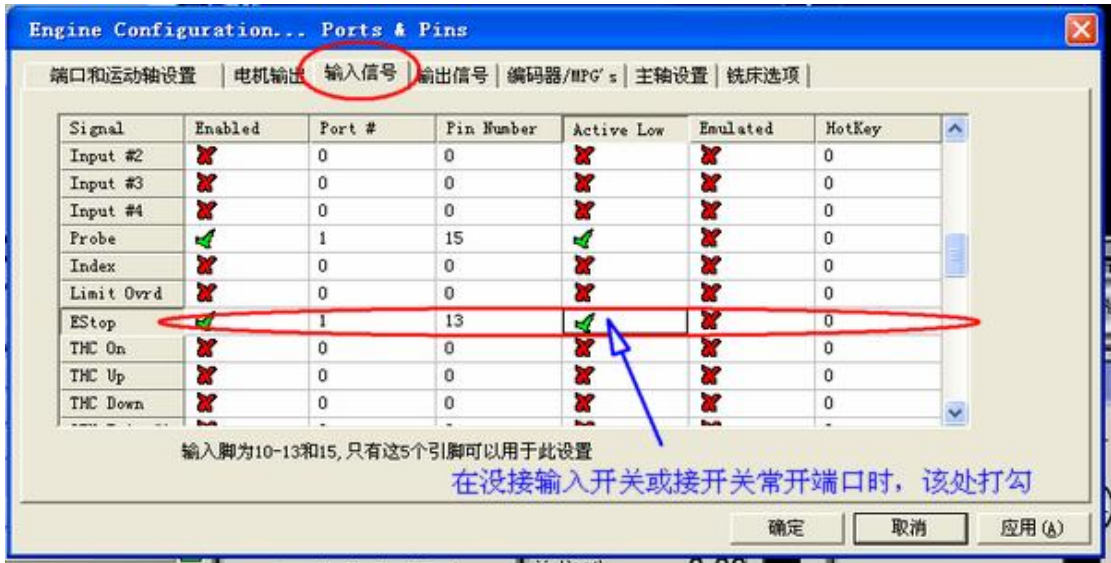 Engine Configuration... Ports & Pins
端口和运动轴设置 电机输出 输入信号 输出信号 编码器/MPG's 主轴设置 铣床选项
Signal Enabled Port # Pin Number Active Low Emulated HotKey
Input #2 0 0 0
Input #3 0 0 0
Input #4 0 0 0
Probe 1 15 0
Index 0 0 0
Limit Ovrd 0 0 0
EStop 1 13 0
THC On 0 0 0
THC Up 0 0 0
THC Down 0 0 0
输入脚为10-13和15,只有这5个引脚可以用于此设置
在没接输入开关或接开关常开端口时，该处打勾
确定 取消 应用(A)